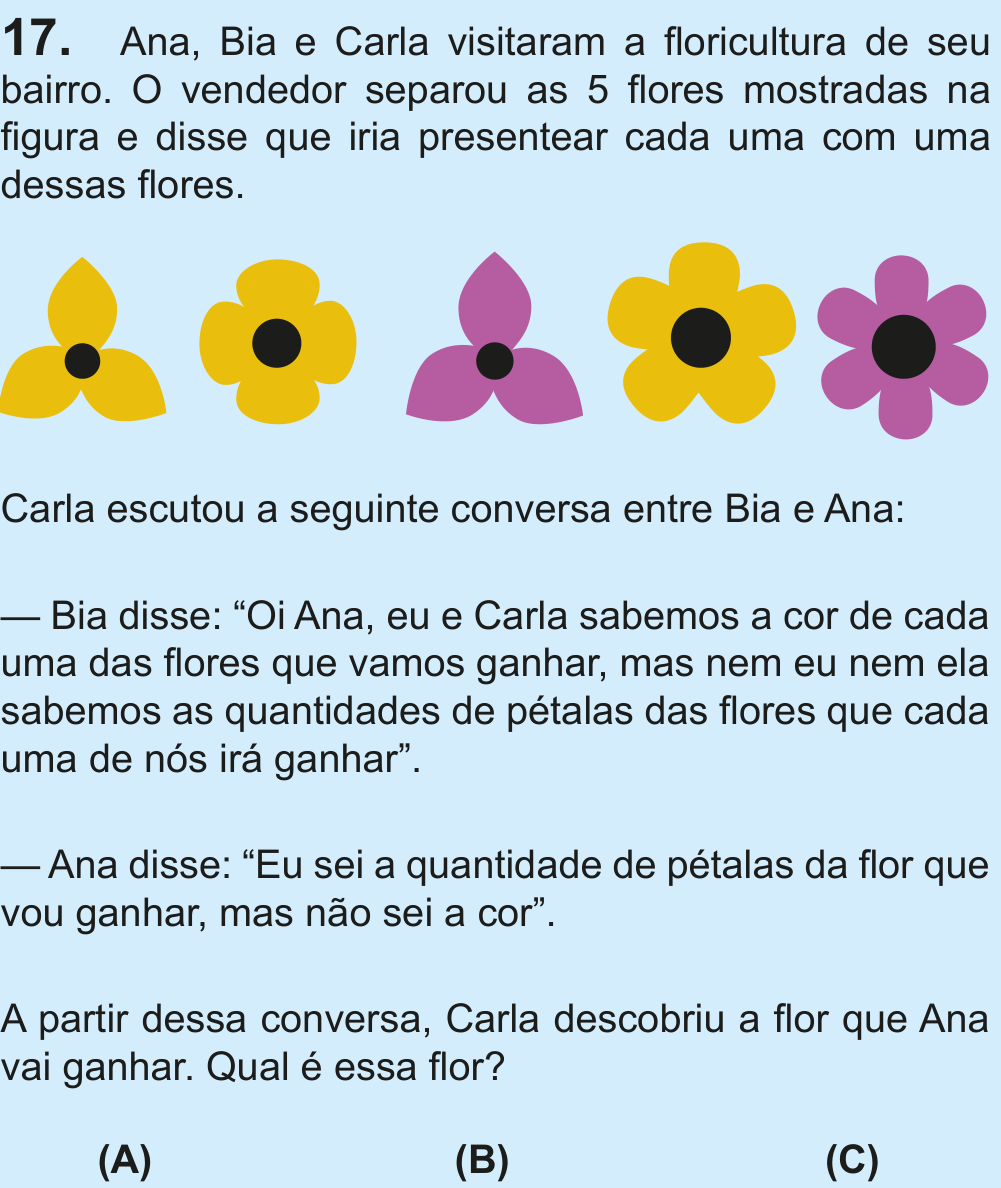 17. Ana, Bia e Carla visitaram a floricultura de seu
bairro. O vendedor separou as 5 flores mostradas na
figura e disse que iria presentear cada uma com uma
dessas flores.
Carla escutou a seguinte conversa entre Bia e Ana:
— Bia disse: “Oi Ana, eu e Carla sabemos a cor de cada
uma das flores que vamos ganhar, mas nem eu nem ela
sabemos as quantidades de pétalas das flores que cada
uma de nós irá ganhar”.
— Ana disse: “Eu sei a quantidade de pétalas da flor que
vou ganhar, mas não sei a cor”.
A partir dessa conversa, Carla descobriu a flor que Ana
vai ganhar. Qual é essa flor?
(A) (B) (C)